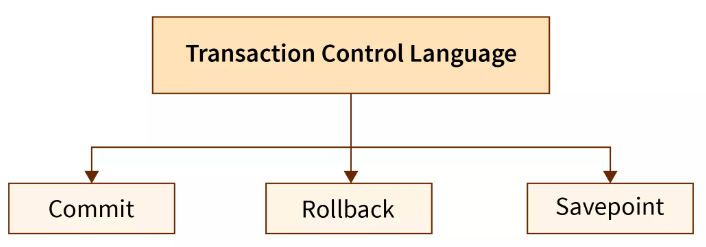 Transaction Control Language
Commit
Rollback
Savepoint